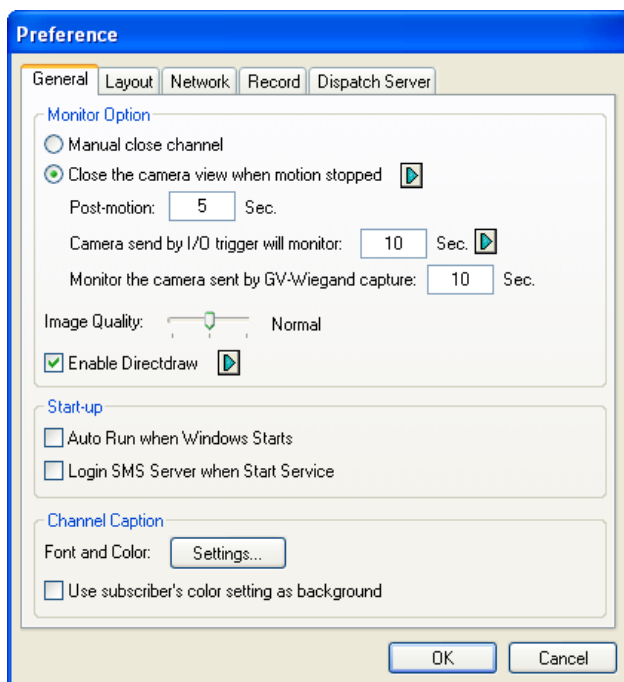 Preference
General Layout Network Record Dispatch Server
Monitor Option
Manual close channel
Close the camera view when motion stopped
Post-motion: 5 Sec.
Camera send by I/O trigger will monitor: 10 Sec.
Monitor the camera sent by GV-Wiegand capture: 10 Sec.
Image Quality: Normal
Enable Directdraw
Start-up
Auto Run when Windows Starts
Login SMS Server when Start Service
Channel Caption
Font and Color: Settings...
Use subscriber's color setting as background
OK Cancel